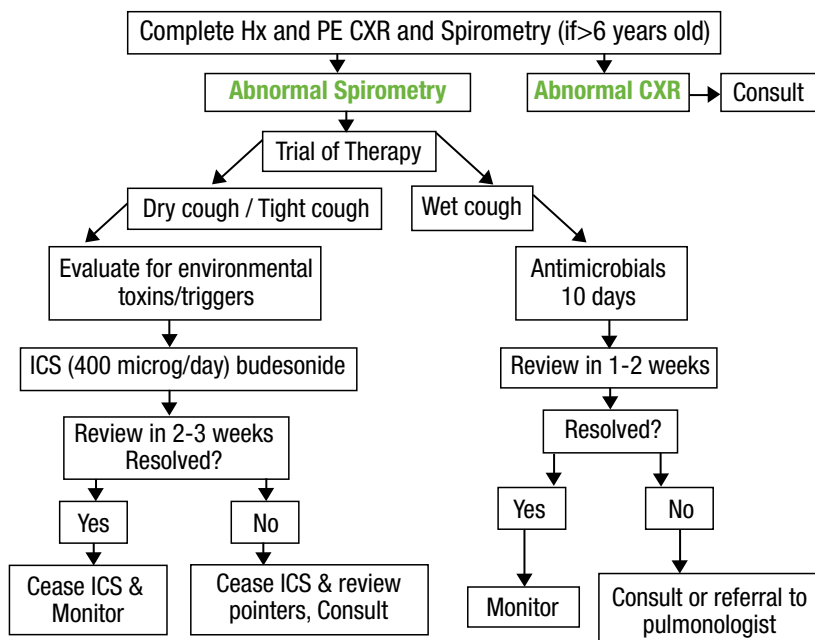 Complete Hx and PE CXR and Spirometry (if>6 years old)
Abnormal Spirometry
Abnormal CXR
Consult
Trial of Therapy
Dry cough / Tight cough
Wet cough
Evaluate for environmental
toxins/triggers
Antimicrobials
10 days
ICS (400 microg/day) budesonide
Review in 1-2 weeks
Review in 2-3 weeks
Resolved?
Resolved?
Yes
No
Yes
No
Cease ICS &
Monitor
Cease ICS & review
pointers, Consult
Monitor
Consult or referral to
pulmonologist